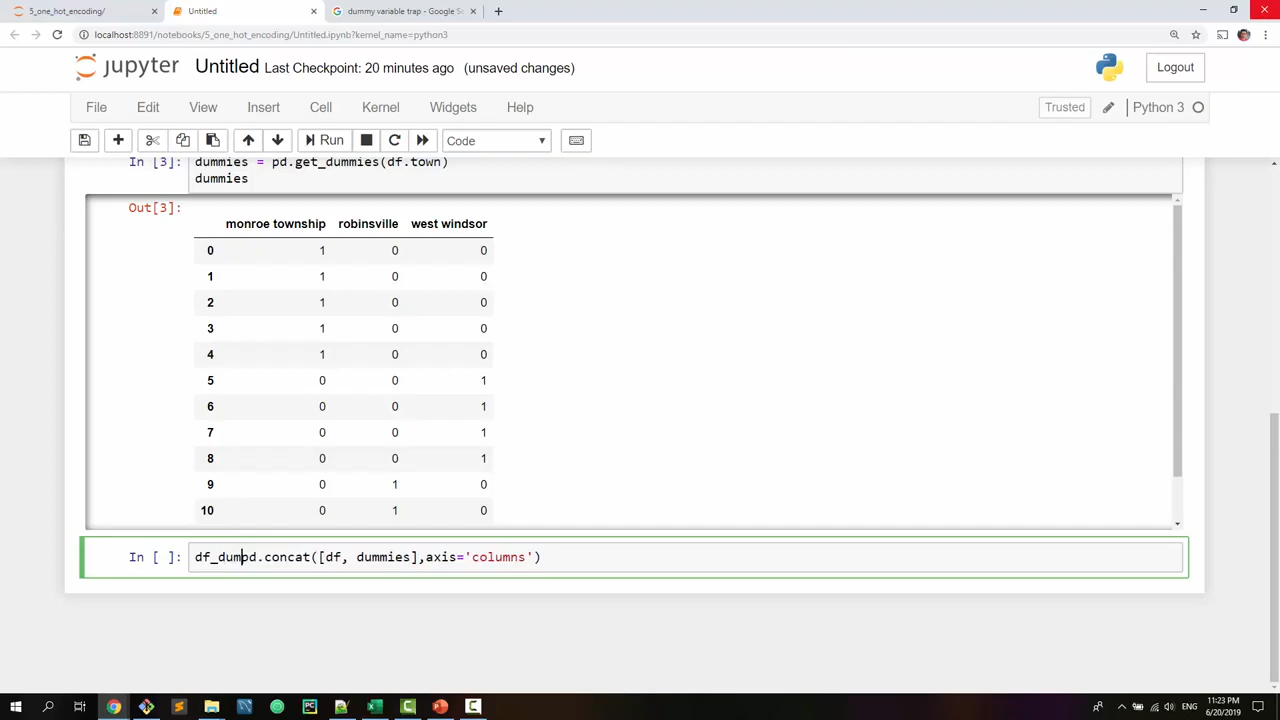 5_one_hot_encoding/
Untitled
dummy variable trap - Google Se
localhost:8891/notebooks/5_one_hot_encoding/Untitled.ipynb?kernel_name=python3
jupyter Untitled Last Checkpoint: 20 minutes ago (unsaved changes)
Logout
File Edit View Insert Cell Kernel Widgets Help
Trusted
Python 3
Run
Code
In [3]: dummies = pd.get_dummies(df.town)
dummies
Out[3]:
monroe township robinsville west windsor
0 1 0 0
1 1 0 0
2 1 0 0
3 1 0 0
4 1 0 0
5 0 0 1
6 0 0 1
7 0 0 1
8 0 0 1
9 0 1 0
10 0 1 0
In [ ]: df_dumpd.concat([df, dummies],axis='columns')
PC
ENG
11:23 PM
6/20/2019